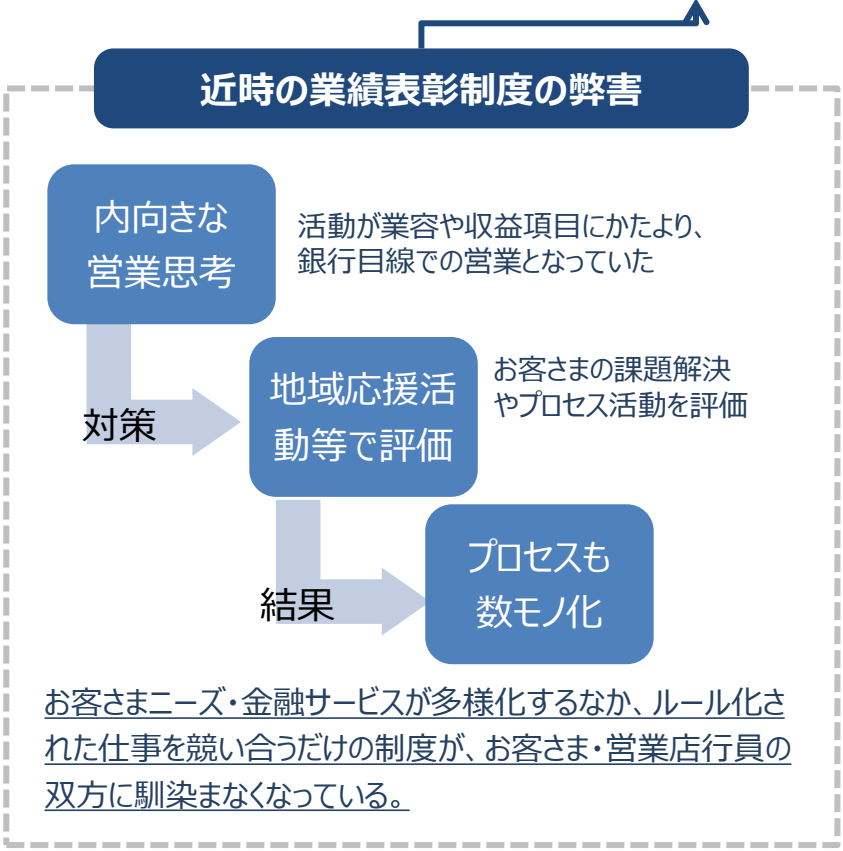 近時の業績表彰制度の弊害
内向きな
営業思考
活動が業容や収益項目にかたより、
銀行目線での営業となっていた
対策
地域応援活
動等で評価
お客さまの課題解決
やプロセス活動を評価
結果
プロセスも
数モノ化
お客さまニーズ・金融サービスが多様化するなか、ルール化さ
れた仕事を競い合うだけの制度が、お客さま・営業店行員の
双方に馴染まなくなっている。